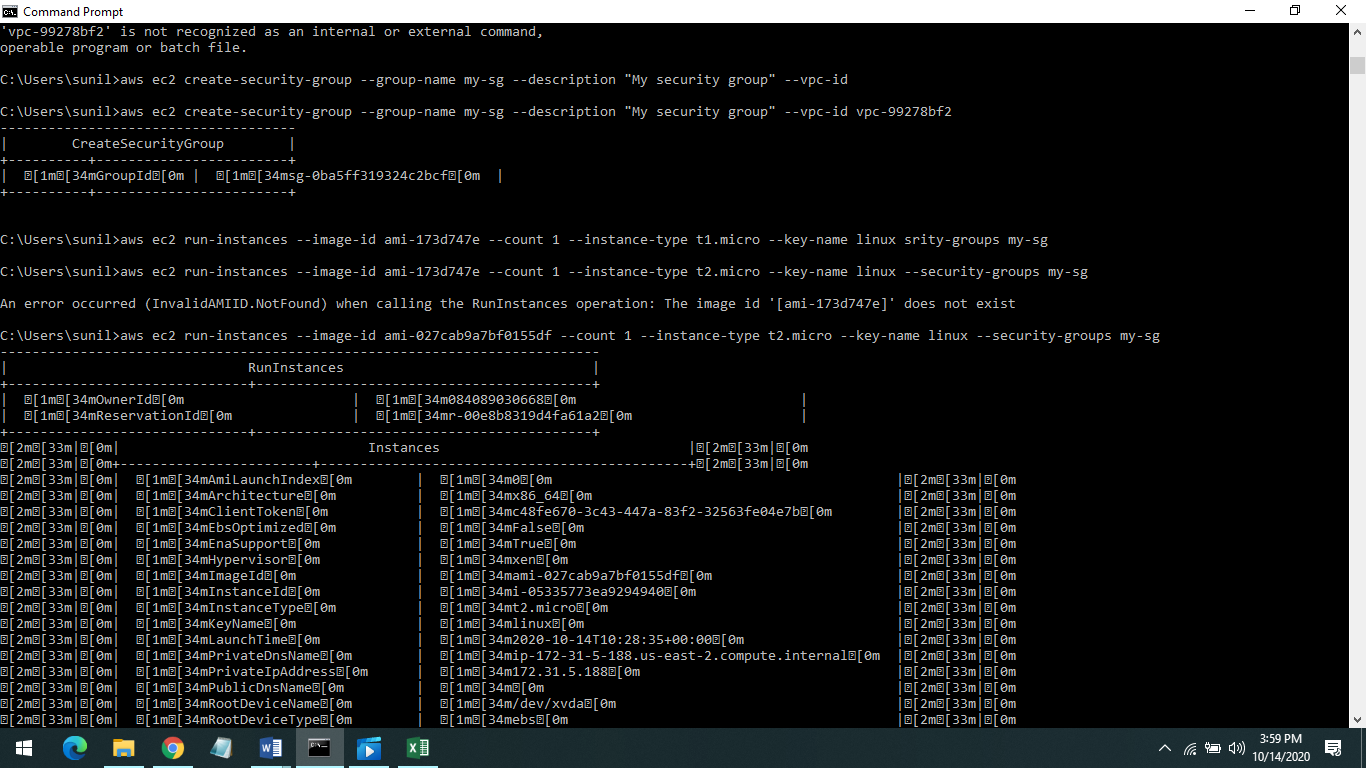 Command Prompt
'vpc-99278bf2' is not recognized as an internal or external command,
operable program or batch file.
C:\Users\sunil>aws ec2 create-security-group --group-name my-sg --description "My security group" --vpc-id
C:\Users\sunil>aws ec2 create-security-group --group-name my-sg --description "My security group" --vpc-id vpc-99278bf2
-------------------------------------
|        CreateSecurityGroup        |
+----------+------------------------+
|  [1m[34mGroupId[0m |  [1m[34msg-0ba5ff319324c2bcf[0m  |
+----------+------------------------+
C:\Users\sunil>aws ec2 run-instances --image-id ami-173d747e --count 1 --instance-type t1.micro --key-name linux srity-groups my-sg
C:\Users\sunil>aws ec2 run-instances --image-id ami-173d747e --count 1 --instance-type t2.micro --key-name linux --security-groups my-sg
An error occurred (InvalidAMIID.NotFound) when calling the RunInstances operation: The image id '[ami-173d747e]' does not exist
C:\Users\sunil>aws ec2 run-instances --image-id ami-027cab9a7bf0155df --count 1 --instance-type t2.micro --key-name linux --security-groups my-sg
---------------------------------------------------------------------------
|                              RunInstances                               |
+------------------------------+------------------------------------------+
|  [1m[34mOwnerId[0m                     |  [1m[34m084089030668[0m                            |
|  [1m[34mReservationId[0m               |  [1m[34mr-00e8b8319d4fa61a2[0m                     |
+------------------------------+------------------------------------------+
[2m[33m|[0m|                               Instances                               |[2m[33m|[0m
[2m[33m|[0m+------------------------+----------------------------------------------+[2m[33m|[0m
[2m[33m|[0m|  [1m[34mAmiLaunchIndex[0m        |  [1m[34m0[0m                                           |[2m[33m|[0m
[2m[33m|[0m|  [1m[34mArchitecture[0m          |  [1m[34mx86_64[0m                                      |[2m[33m|[0m
[2m[33m|[0m|  [1m[34mClientToken[0m           |  [1m[34mc48fe670-3c43-447a-83f2-32563fe04e7b[0m        |[2m[33m|[0m
[2m[33m|[0m|  [1m[34mEbsOptimized[0m          |  [1m[34mFalse[0m                                       |[2m[33m|[0m
[2m[33m|[0m|  [1m[34mEnaSupport[0m            |  [1m[34mTrue[0m                                        |[2m[33m|[0m
[2m[33m|[0m|  [1m[34mHypervisor[0m            |  [1m[34mxen[0m                                         |[2m[33m|[0m
[2m[33m|[0m|  [1m[34mImageId[0m               |  [1m[34mami-027cab9a7bf0155df[0m                       |[2m[33m|[0m
[2m[33m|[0m|  [1m[34mInstanceId[0m            |  [1m[34mi-05335773ea9294940[0m                         |[2m[33m|[0m
[2m[33m|[0m|  [1m[34mInstanceType[0m          |  [1m[34mt2.micro[0m                                    |[2m[33m|[0m
[2m[33m|[0m|  [1m[34mKeyName[0m               |  [1m[34mlinux[0m                                       |[2m[33m|[0m
[2m[33m|[0m|  [1m[34mLaunchTime[0m            |  [1m[34m2020-10-14T10:28:35+00:00[0m                   |[2m[33m|[0m
[2m[33m|[0m|  [1m[34mPrivateDnsName[0m        |  [1m[34mip-172-31-5-188.us-east-2.compute.internal[0m  |[2m[33m|[0m
[2m[33m|[0m|  [1m[34mPrivateIpAddress[0m      |  [1m[34m172.31.5.188[0m                                |[2m[33m|[0m
[2m[33m|[0m|  [1m[34mPublicDnsName[0m         |  [1m[34m[0m                                            |[2m[33m|[0m
[2m[33m|[0m|  [1m[34mRootDeviceName[0m        |  [1m[34m/dev/xvda[0m                                   |[2m[33m|[0m
[2m[33m|[0m|  [1m[34mRootDeviceType[0m        |  [1m[34mebs[0m                                         |[2m[33m|[0m
3:59 PM
10/14/2020